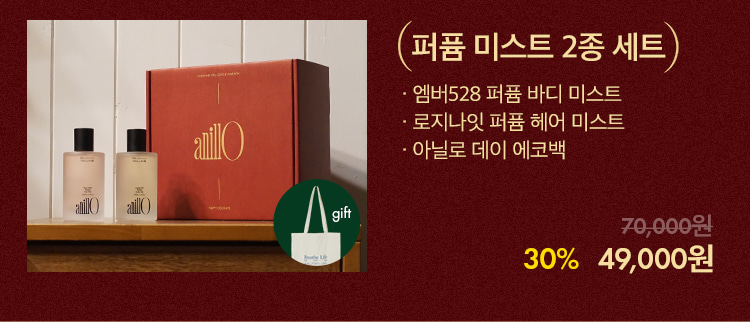 (퍼퓸 미스트 2종 세트)
· 엠버528 퍼퓸 바디 미스트
· 로지나잇 퍼퓸 헤어 미스트
· 아닐로 데이 에코백
anillO
anillO
anillO
gift
70,000원
30% 49,000원